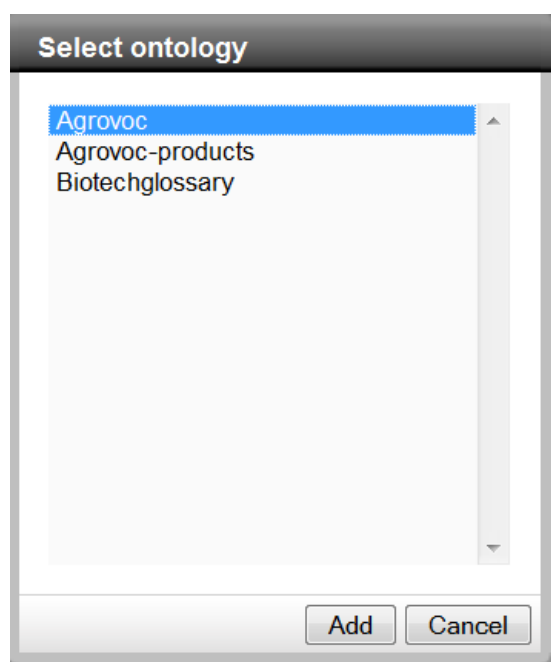 Select ontology
Agrovoc
Agrovoc-products
Biotechglossary
Add Cancel